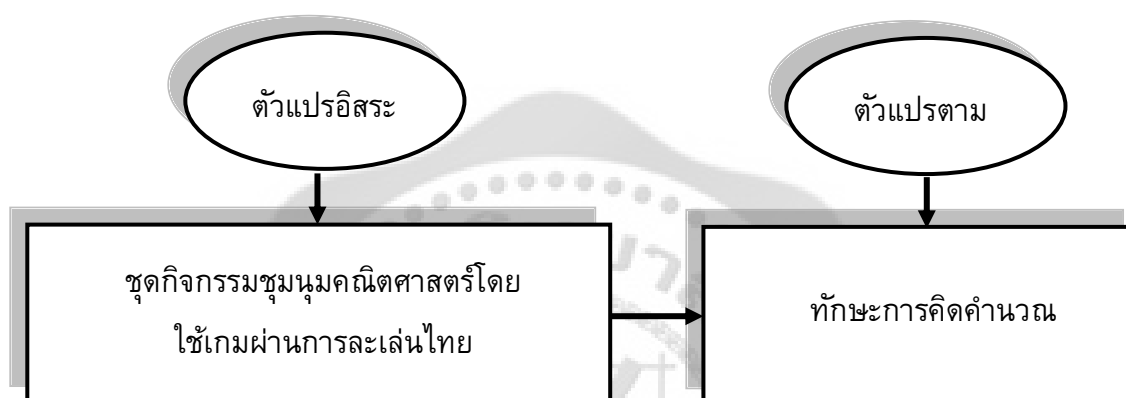 ตัวแปรอิสระ
ตัวแปรตาม
ชุดกิจกรรมชุมนุมคณิตศาสตร์โดย
ใช้เกมผ่านการละเล่นไทย
ทักษะการคิดคำนวณ